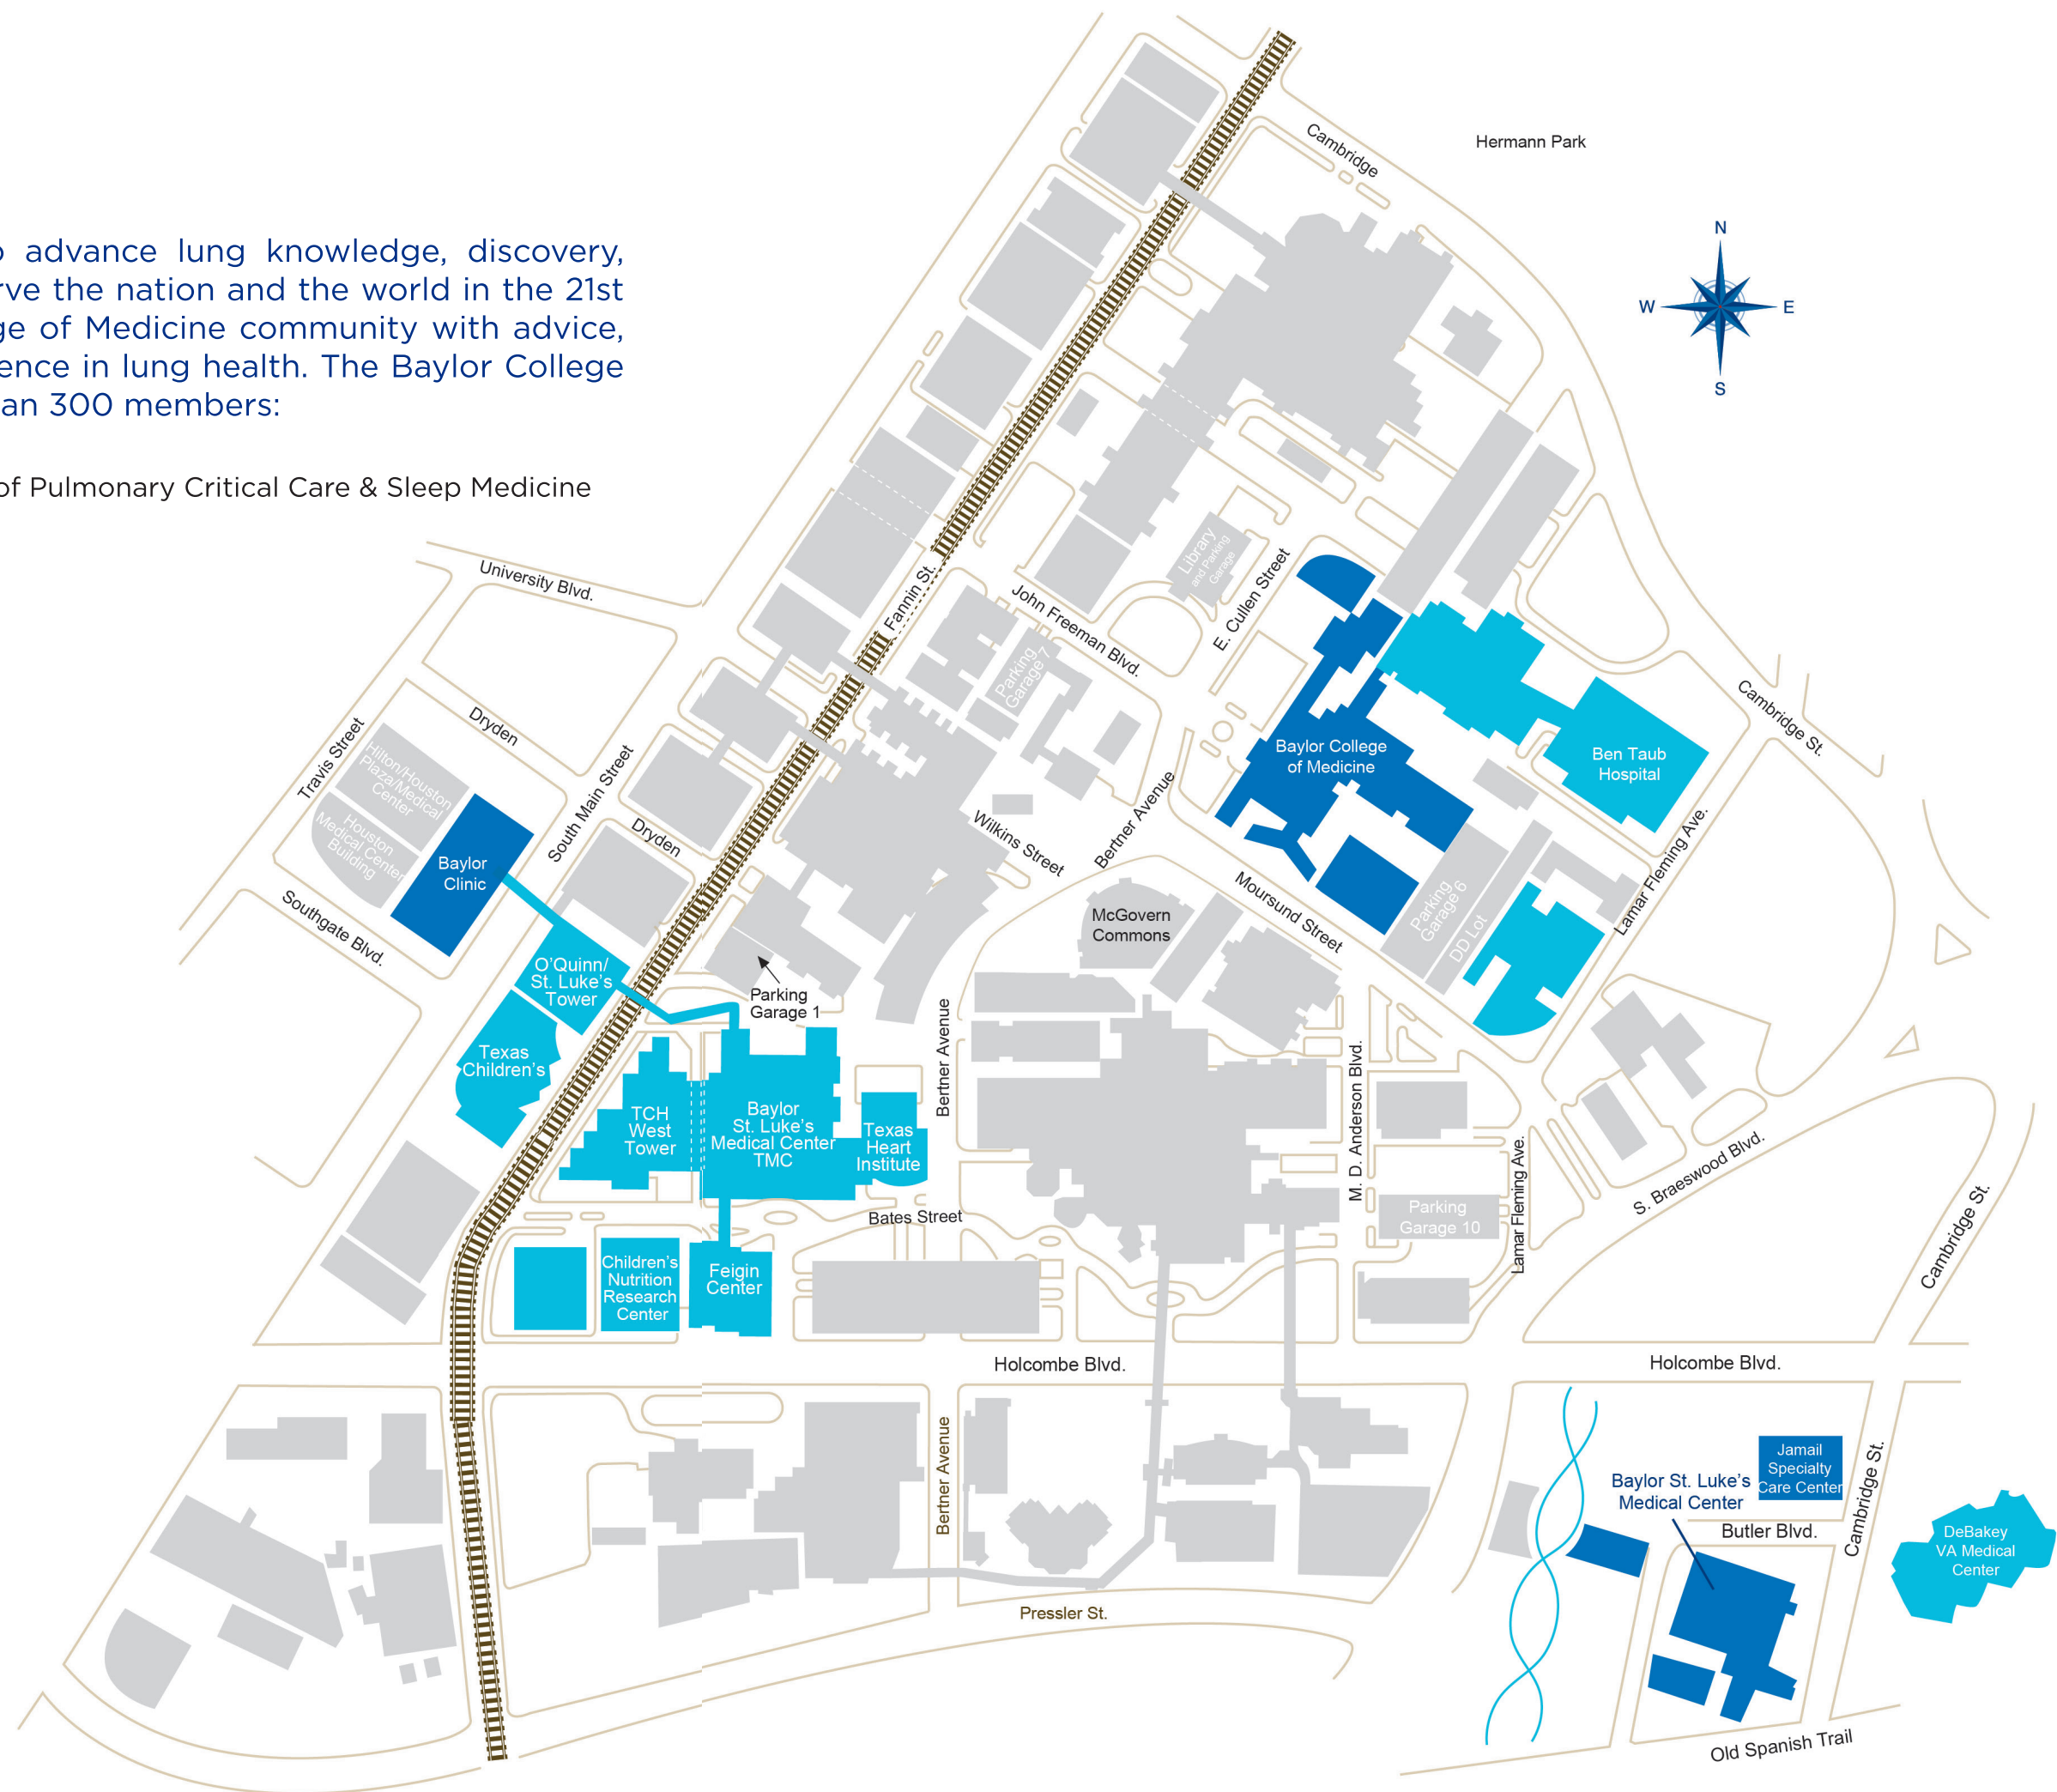 advance lung knowledge, discovery,
the nation and the world in the 21st
of Medicine community with advice,
in lung health. The Baylor College
300 members:
of Pulmonary Critical Care & Sleep Medicine
Cambridge
Hermann Park
N
W
E
S
University Blvd.
Fannin St.
John Freeman Blvd.
Library
and Parking
Garage
E. Cullen Street
Parking
Garage 7
Cambridge St.
Travis Street
Dryden
South Main Street
Hilton/Houston
Plaza/Medical
Center
Houston
Medical Center
Building
Baylor
Clinic
Dryden
Southgate Blvd.
Wilkins Street
Bertner Avenue
Baylor College
of Medicine
Ben Taub
Hospital
Lamar Fleming Ave.
McGovern
Commons
Moursund Street
Parking
Garage 6
DD Lot
O'Quinn/
St. Luke's
Tower
Parking
Garage 1
Texas
Children's
TCH
West
Tower
Baylor
St. Luke's
Medical Center
TMC
Texas
Heart
Institute
Bertner Avenue
M. D. Anderson Blvd.
Lamar Fleming Ave.
S. Braeswood Blvd.
Cambridge St.
Bates Street
Parking
Garage 10
Children's
Nutrition
Research
Center
Feigin
Center
Holcombe Blvd.
Holcombe Blvd.
Bertner Avenue
Jamail
Specialty
Care Center
Baylor St. Luke's
Medical Center
Butler Blvd.
Cambridge St.
DeBakey
VA Medical
Center
Pressler St.
Old Spanish Trail